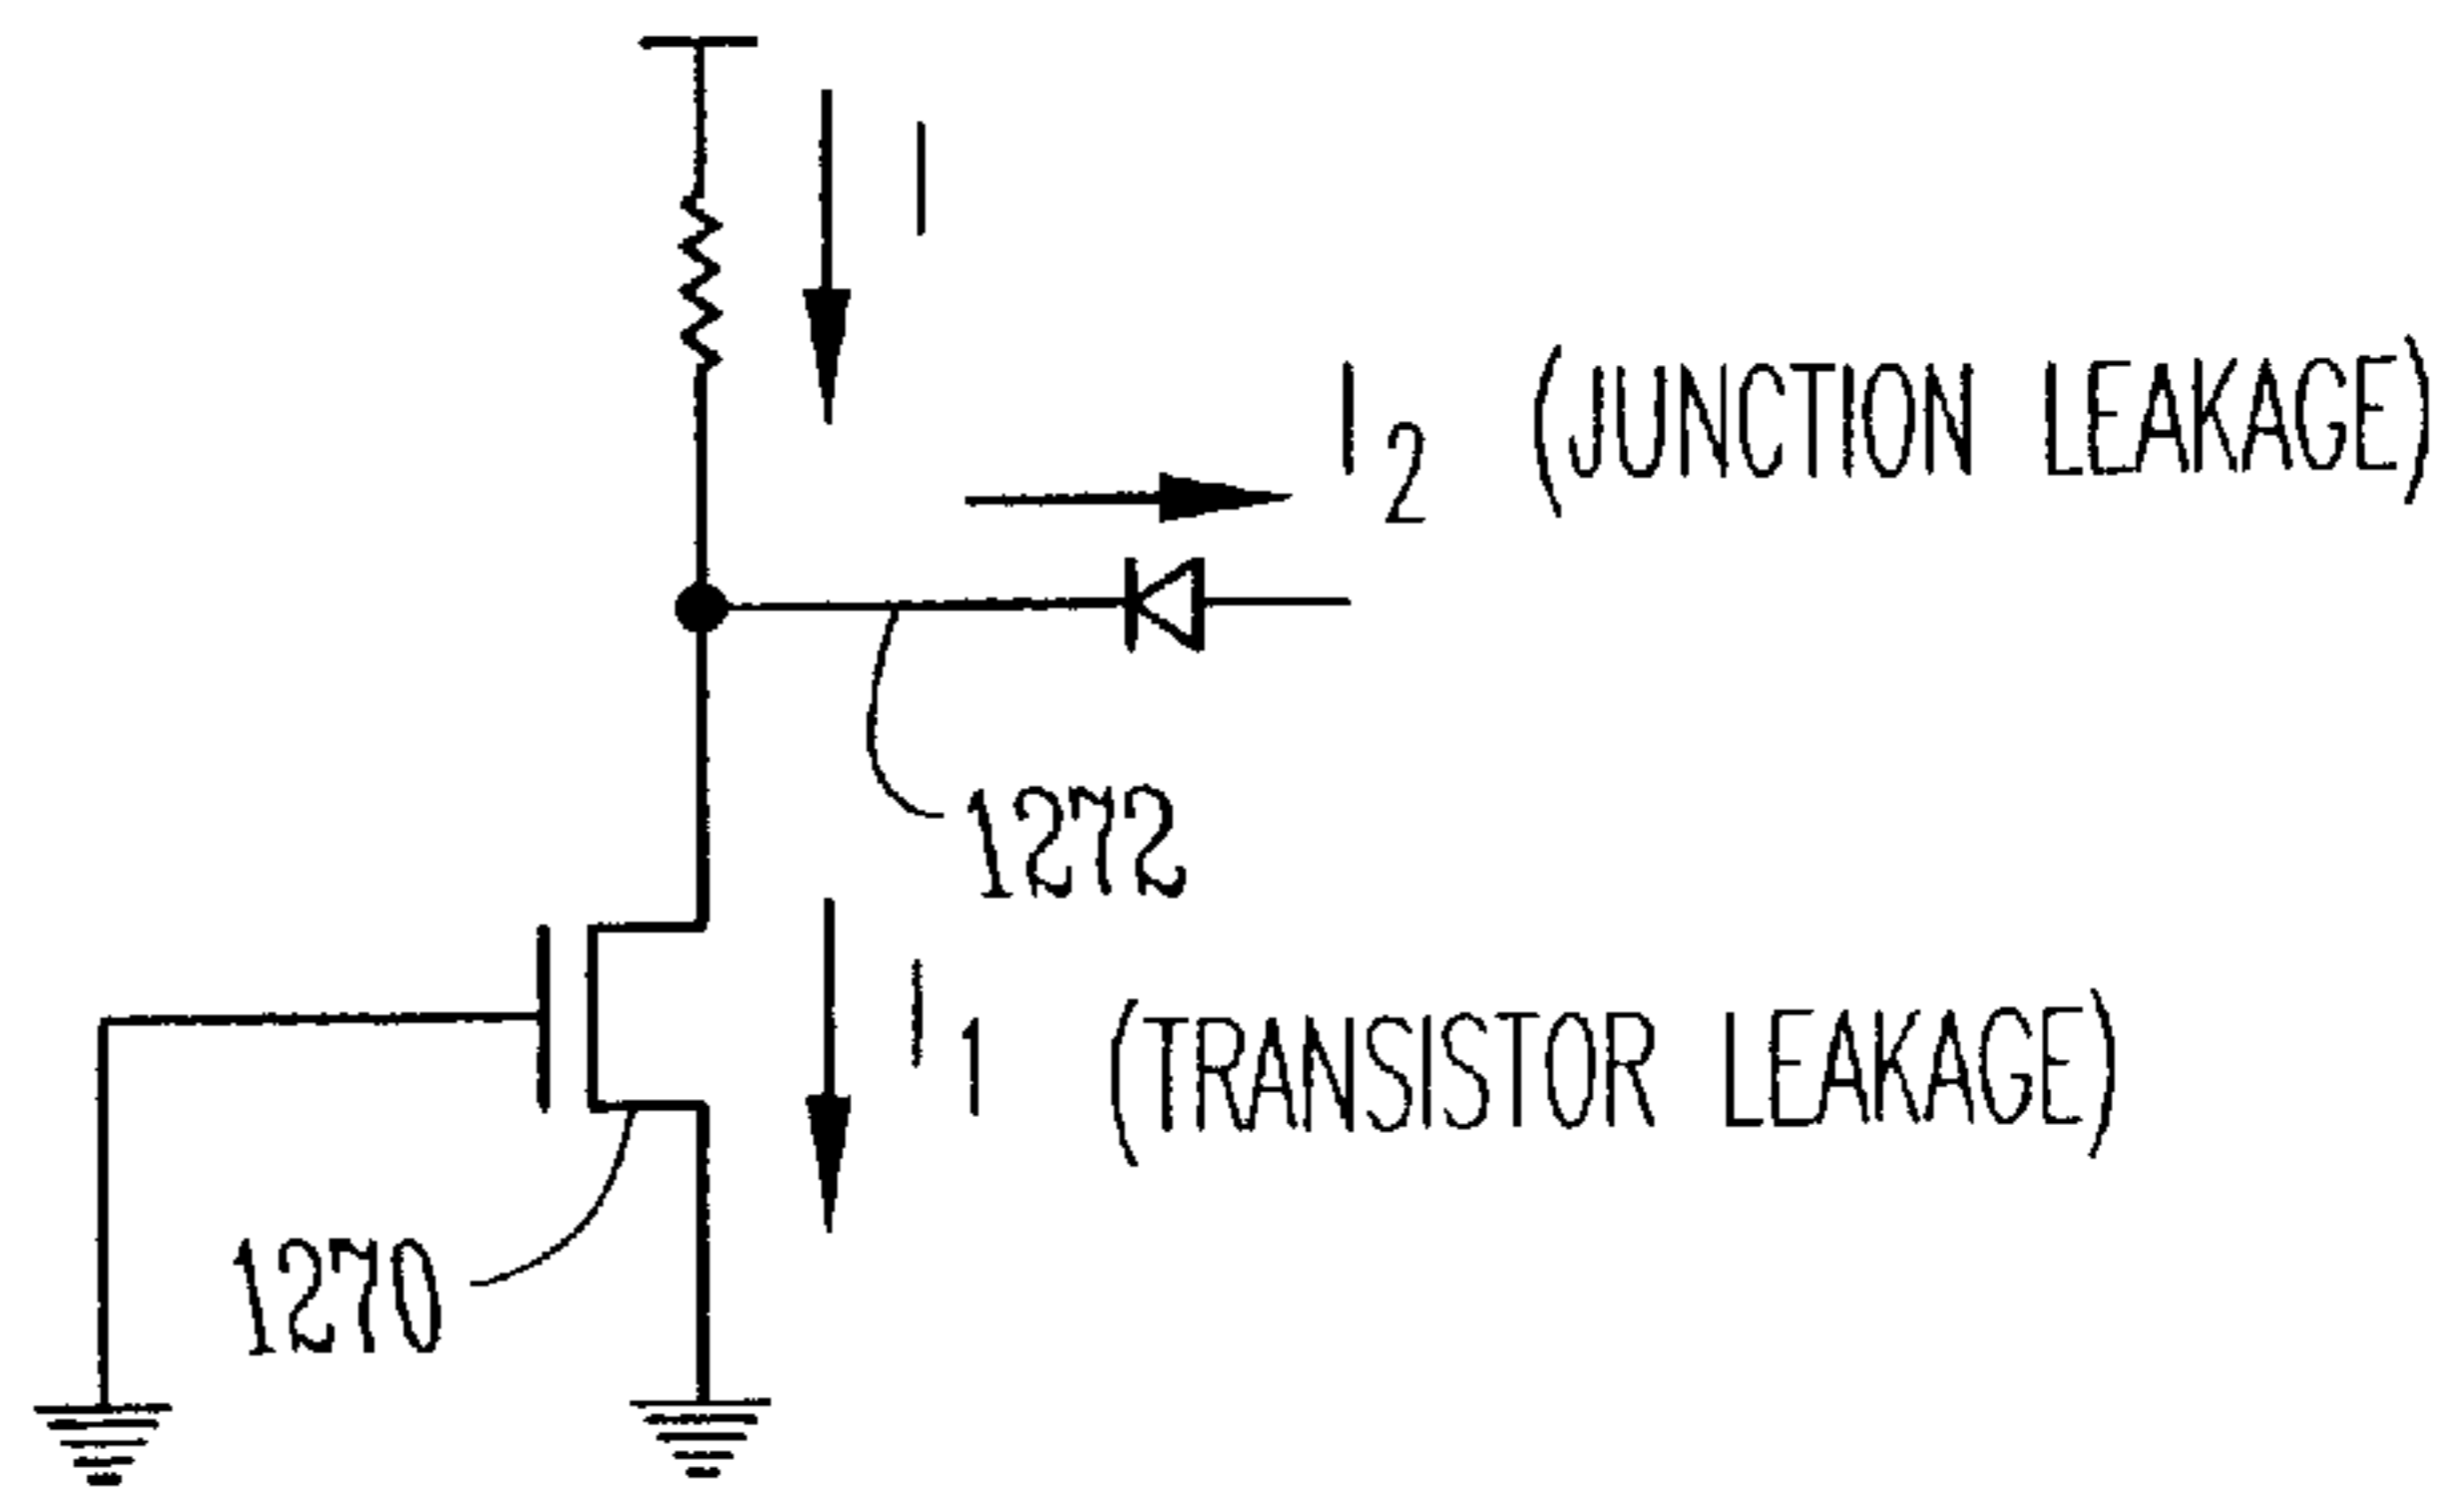 I
I2 (JUNCTION LEAKAGE)
1272
I1 (TRANSISTOR LEAKAGE)
1270